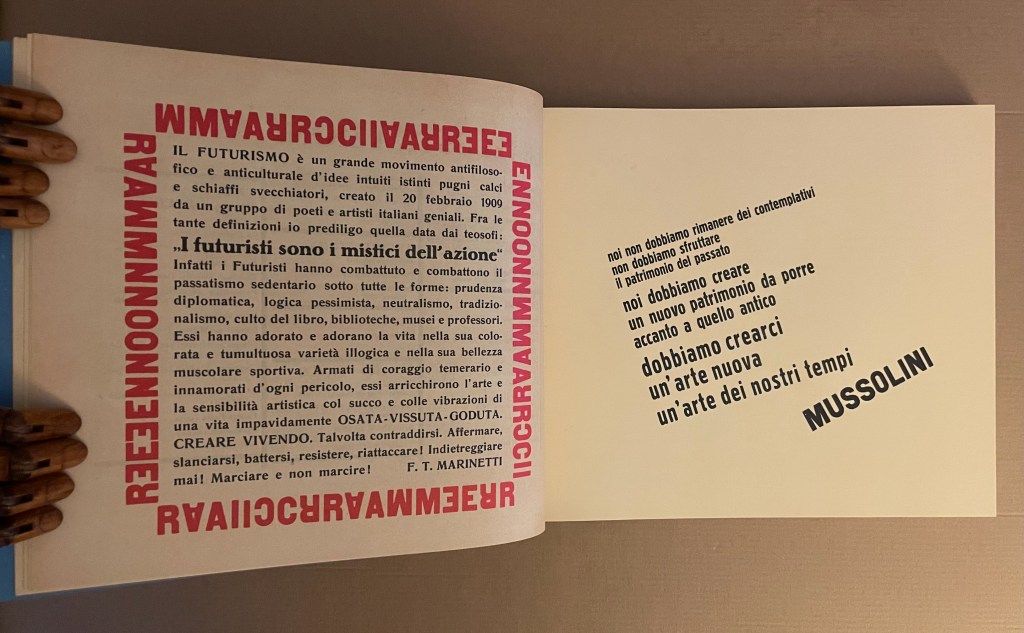 MMAARRCCIIAARREE
IL FUTURISMO è un grande movimento antifiloso-
fico e anticulturale d'idee intuiti istinti pugni calci
e schiaffi svecchiatori, creato il 20 febbraio 1909
da un gruppo di poeti e artisti italiani geniali. Fra le
tante definizioni io prediligo quella data dai teosofi:
„I futuristi sono i mistici dell'azione“
Infatti i Futuristi hanno combattuto e combattono il
passatismo sedentario sotto tutte le forme: prudenza
diplomatica, logica pessimista, neutralismo, tradizio-
nalismo, culto del libro, biblioteche, musei e professori.
Essi hanno adorato e adorano la vita nella sua colo-
rata e tumultuosa varietà illogica e nella sua bellezza
muscolare sportiva. Armati di coraggio temerario e
innamorati d'ogni pericolo, essi arricchirono l'arte e
la sensibilità artistica col succo e colle vibrazioni di
una vita impavidamente OSATA-VISSUTA-GODUTA.
CREARE VIVENDO. Talvolta contraddirsi. Affermare,
slanciarsi, battersi, resistere, riattaccare! Indietreggiare
mai! Marciare e non marcire! F. T. MARINETTI
noi non dobbiamo rimanere dei contemplativi
non dobbiamo sfruttare
il patrimonio del passato
noi dobbiamo creare
un nuovo patrimonio da porre
accanto a quello antico
dobbiamo crearci
un'arte nuova
un'arte dei nostri tempi
MUSSOLINI